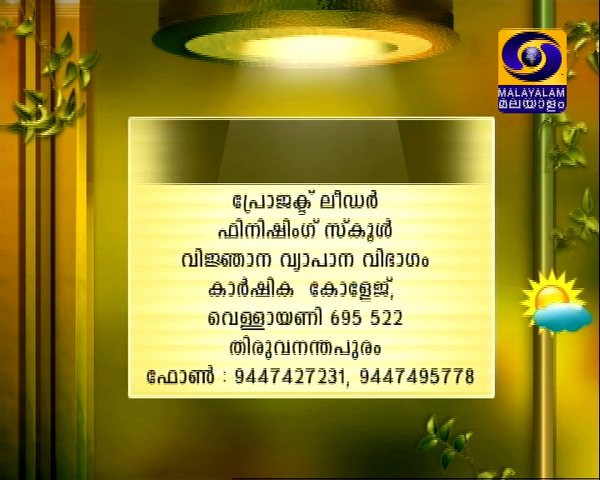 MALAYALAM
മലയാളം
പ്രോജക്ട് ലീഡർ
ഫിനിഷിംഗ് സ്കൂൾ
വിജ്ഞാന വ്യാപന വിഭാഗം
കാർഷിക കോളേജ്,
വെള്ളായണി 695 522
തിരുവനന്തപുരം
ഫോൺ : 9447427231, 9447495778